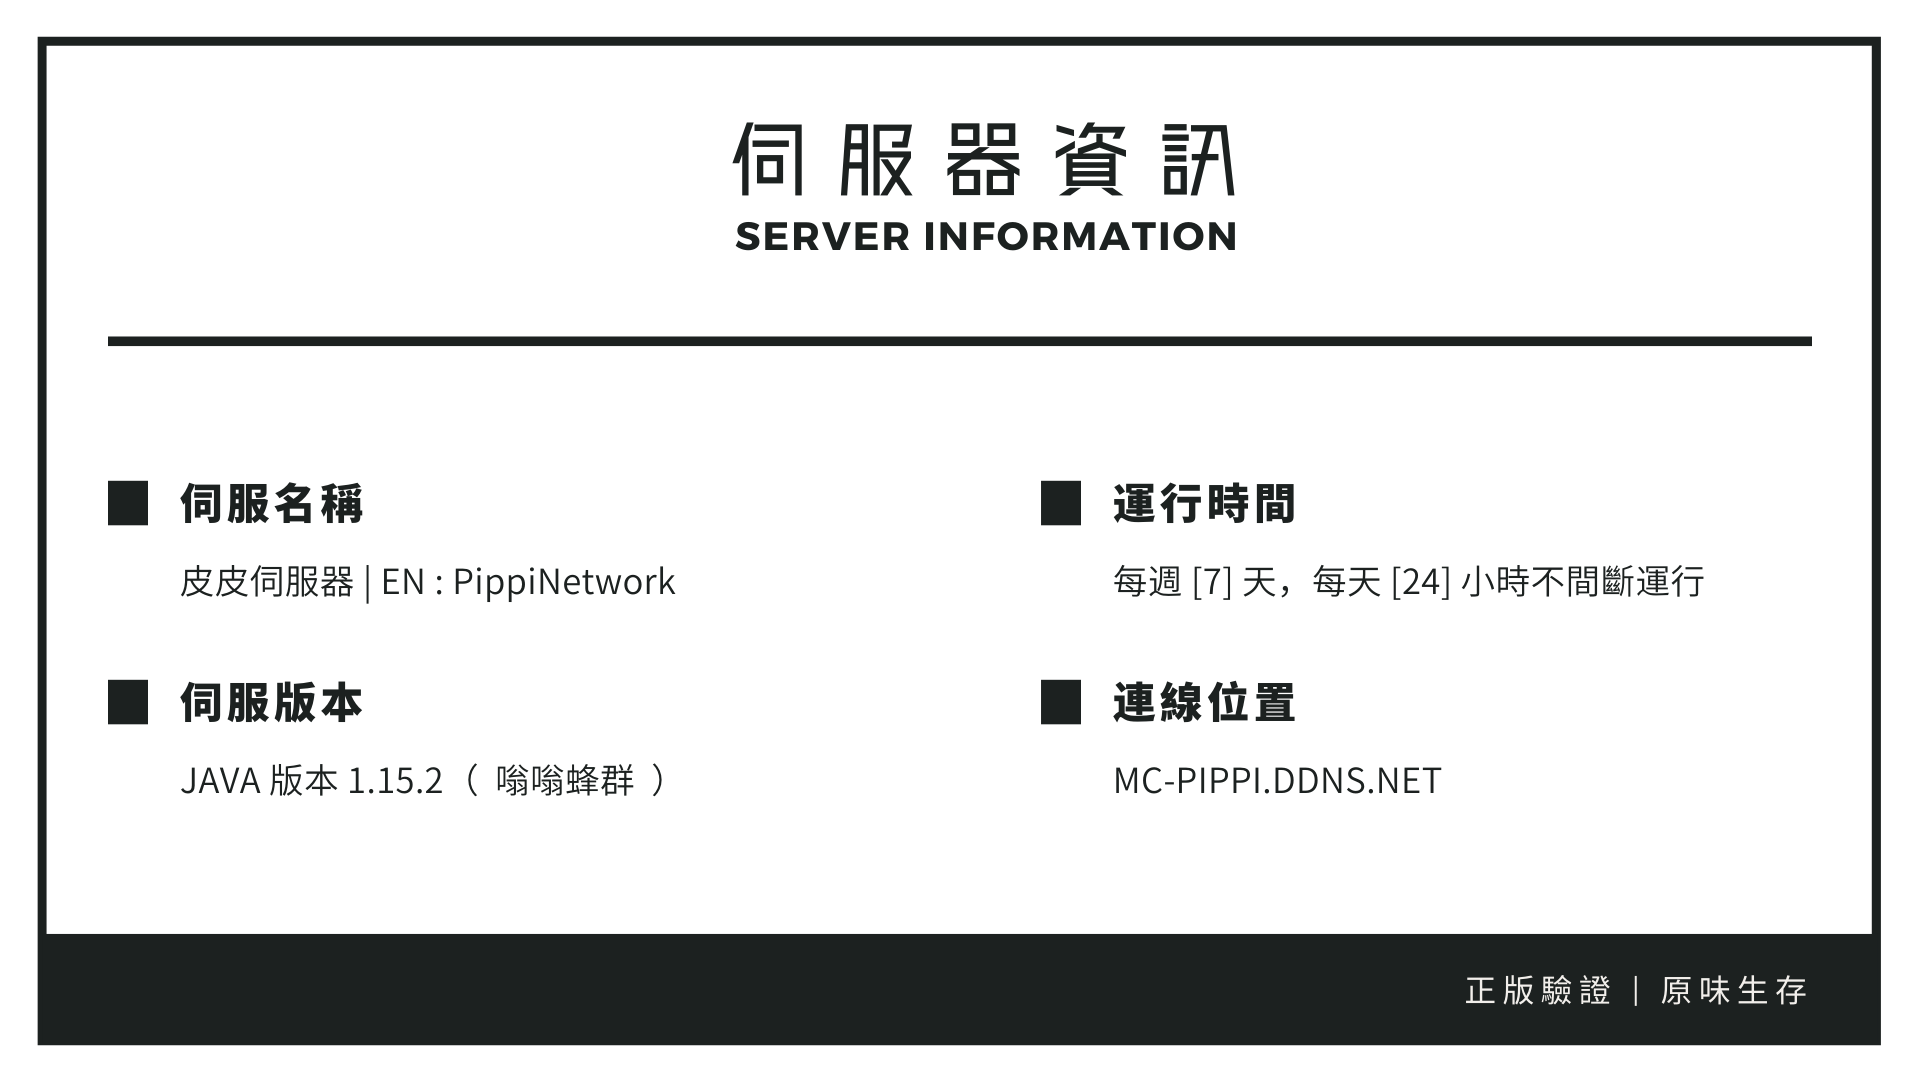 伺服器資訊
SERVER INFORMATION
伺服名稱
皮皮伺服器 | EN : PippiNetwork
伺服版本
JAVA 版本 1.15.2（ 嗡嗡蜂群 ）
運行時間
每週 [7] 天，每天 [24] 小時不間斷運行
連線位置
MC-PIPPI.DDNS.NET
正版驗證 | 原味生存